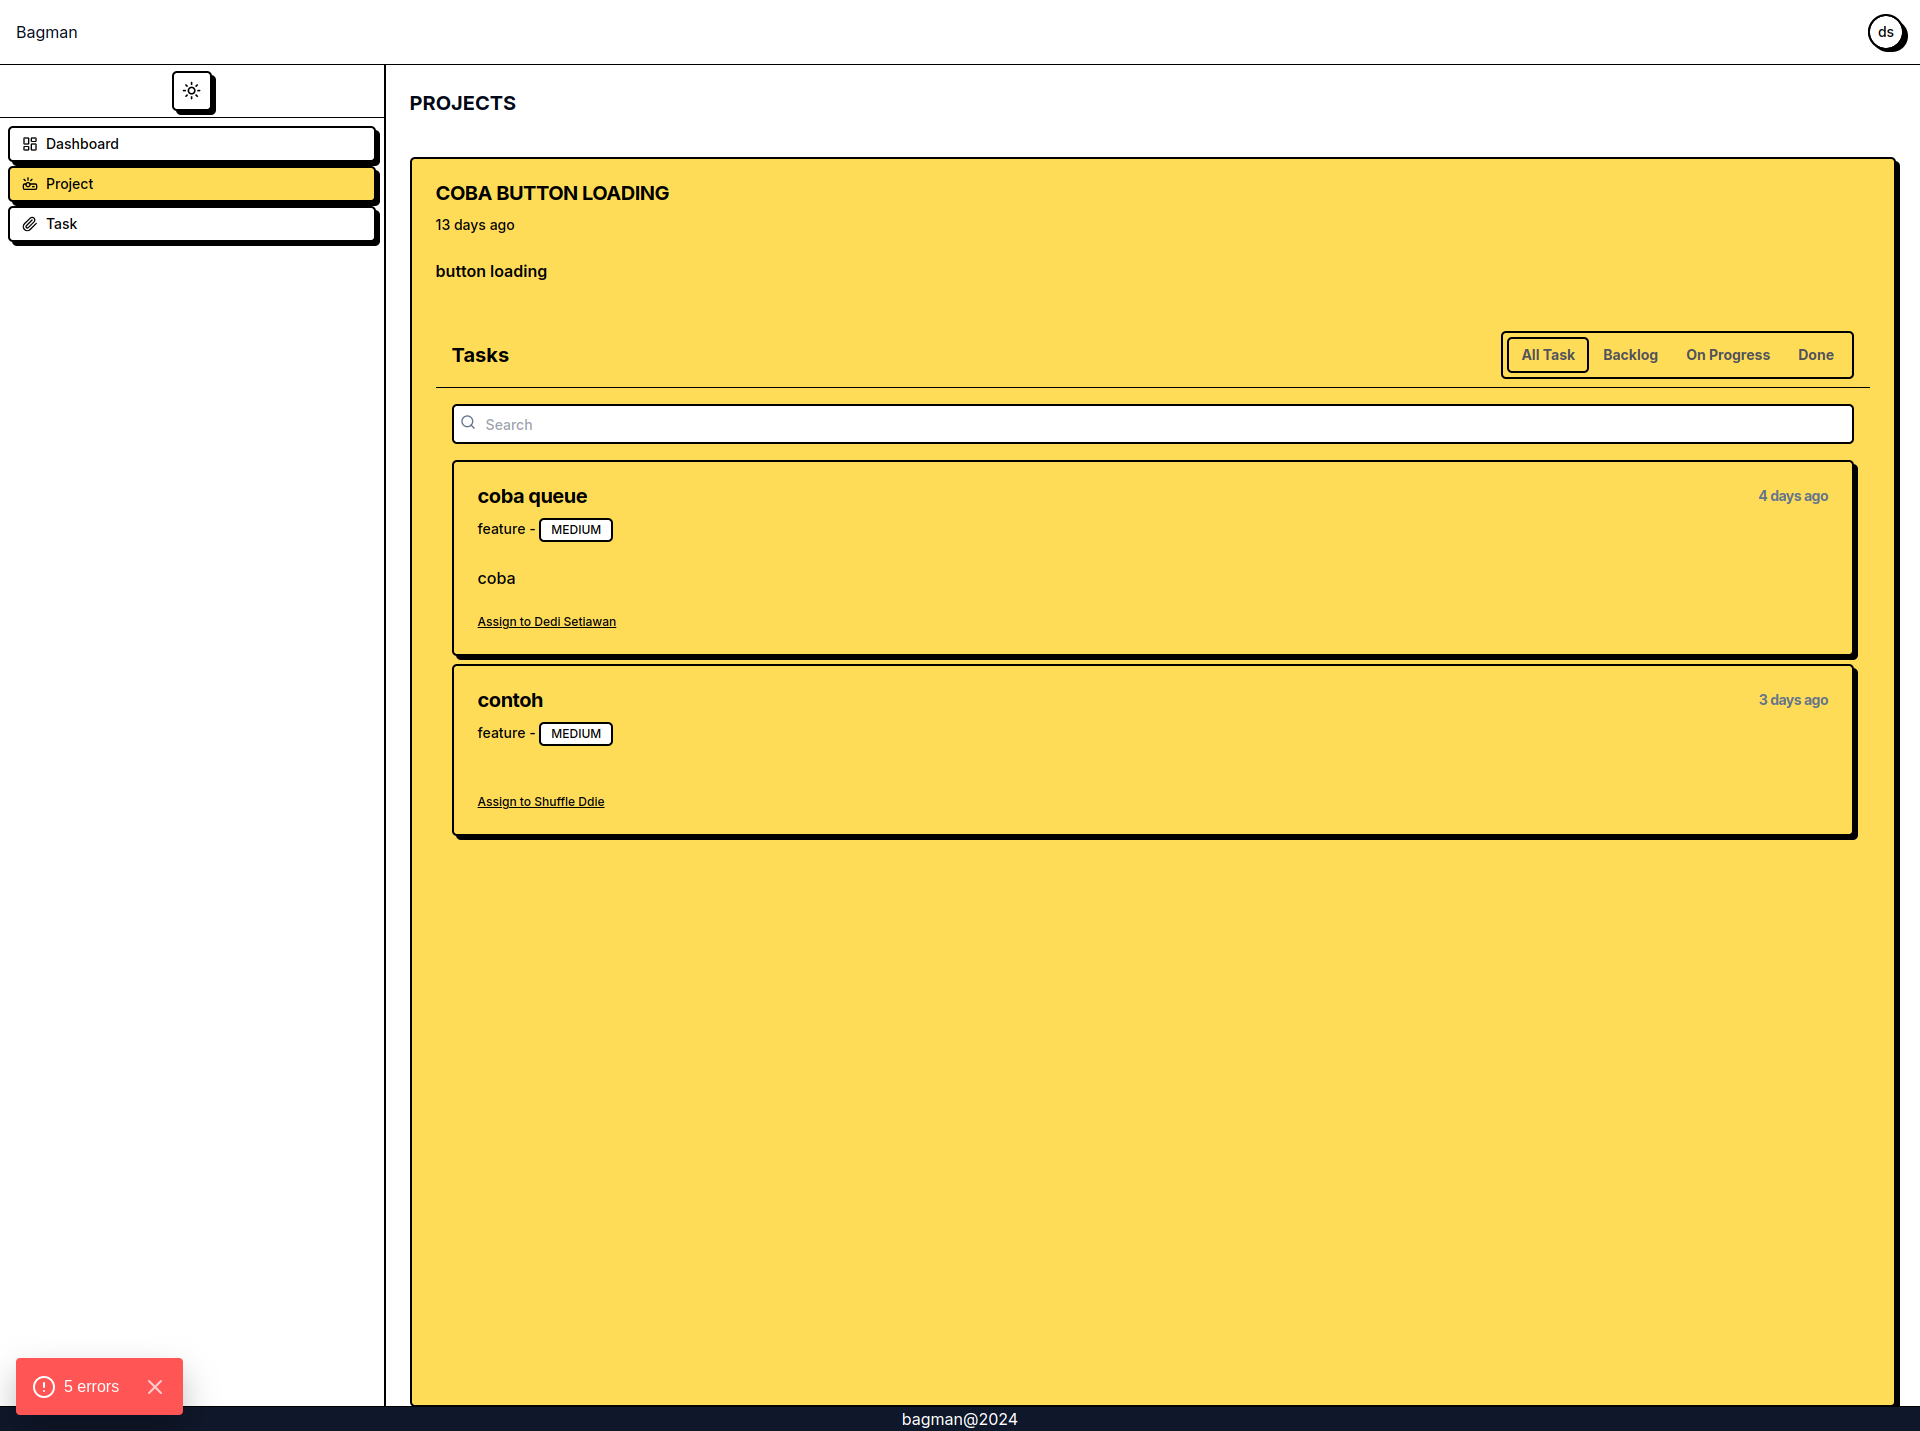 Bagman
ds
Dashboard
Project
Task
PROJECTS
COBA BUTTON LOADING
13 days ago
button loading
Tasks
All Task Backlog On Progress Done
Search
coba queue 4 days ago
feature - MEDIUM
coba
Assign to Dedi Setiawan
contoh 3 days ago
feature - MEDIUM
Assign to Shuffle Ddie
5 errors
bagman@2024